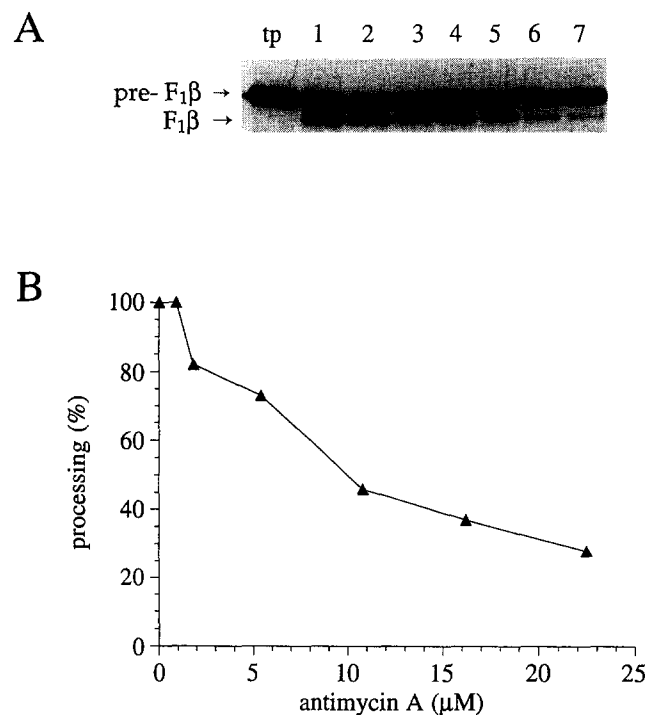 A
tp 1 2 3 4 5 6 7
pre- F₁β →
F₁β →
B
100
80
60
40
20
0
processing (%)
0 5 10 15 20 25
antimycin A (μM)